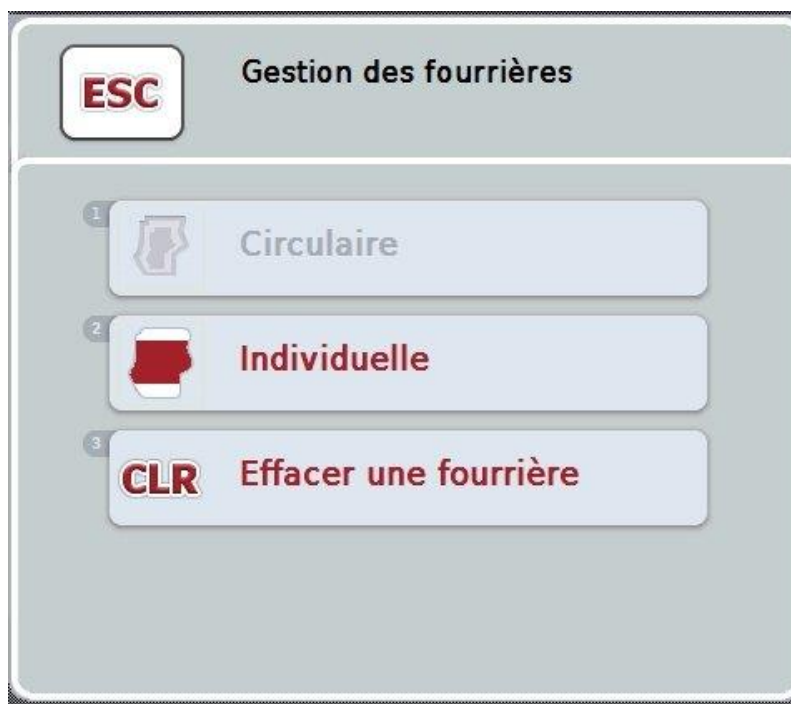 ESC
Gestion des fourrières
1
Circulaire
2
Individuelle
3
CLR
Effacer une fourrière